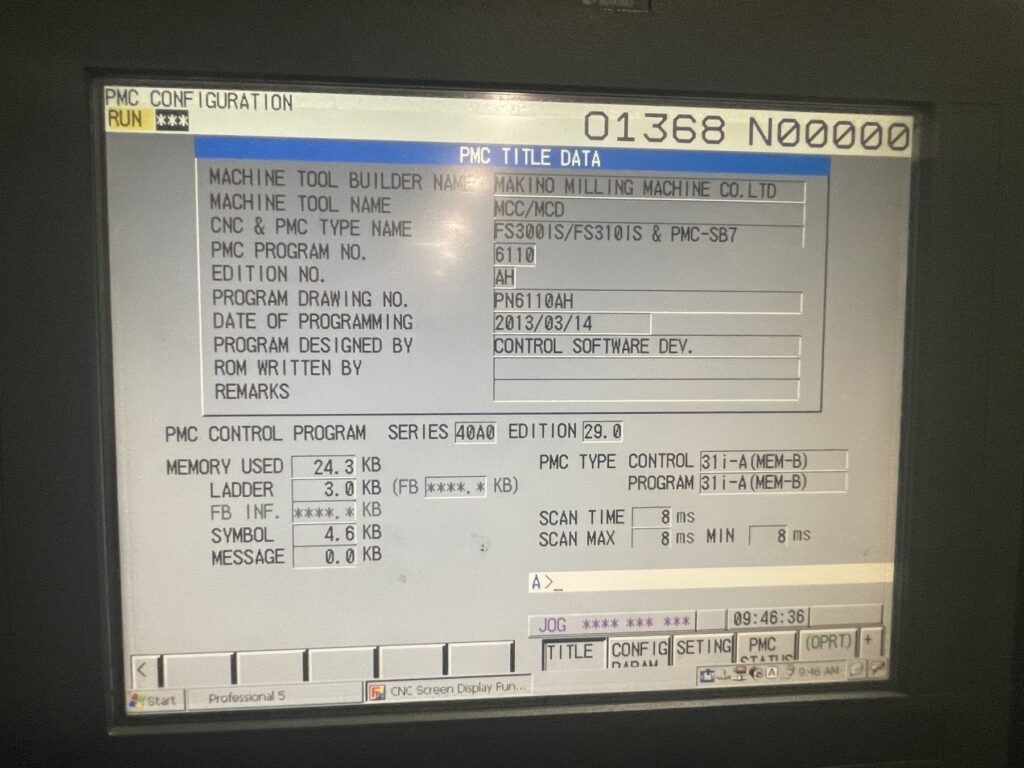 PMC CONFIGURATION
RUN ***
O1368 N00000
PMC TITLE DATA
MACHINE TOOL BUILDER NAME MAKINO MILLING MACHINE CO.LTD
MACHINE TOOL NAME MCC/MCD
CNC & PMC TYPE NAME FS300IS/FS310IS & PMC-SB7
PMC PROGRAM NO. 6110
EDITION NO. AH
PROGRAM DRAWING NO. PN6110AH
DATE OF PROGRAMMING 2013/03/14
PROGRAM DESIGNED BY CONTROL SOFTWARE DEV.
ROM WRITTEN BY
REMARKS
PMC CONTROL PROGRAM SERIES 40A0 EDITION 29.0
MEMORY USED 24.3 KB
LADDER 3.0 KB (FB ****.* KB)
FB INF. ****.* KB
SYMBOL 4.6 KB
MESSAGE 0.0 KB
PMC TYPE CONTROL 31i-A(MEM-B)
PROGRAM 31i-A(MEM-B)
SCAN TIME 8 ms
SCAN MAX 8 ms MIN 8 ms
A>_
JOG **** *** *** 09:46:36
< TITLE CONFIG PARAM SETING PMC STATUS (OPRT) +
Start Professional 5 CNC Screen Display Fun... A 9:46 AM